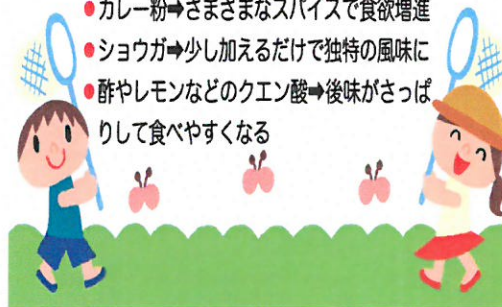 ●カレー粉➡さまざまなスパイスで食欲増進
●ショウガ➡少し加えるだけで独特の風味に
●酢やレモンなどのクエン酸➡後味がさっぱ
りして食べやすくなる